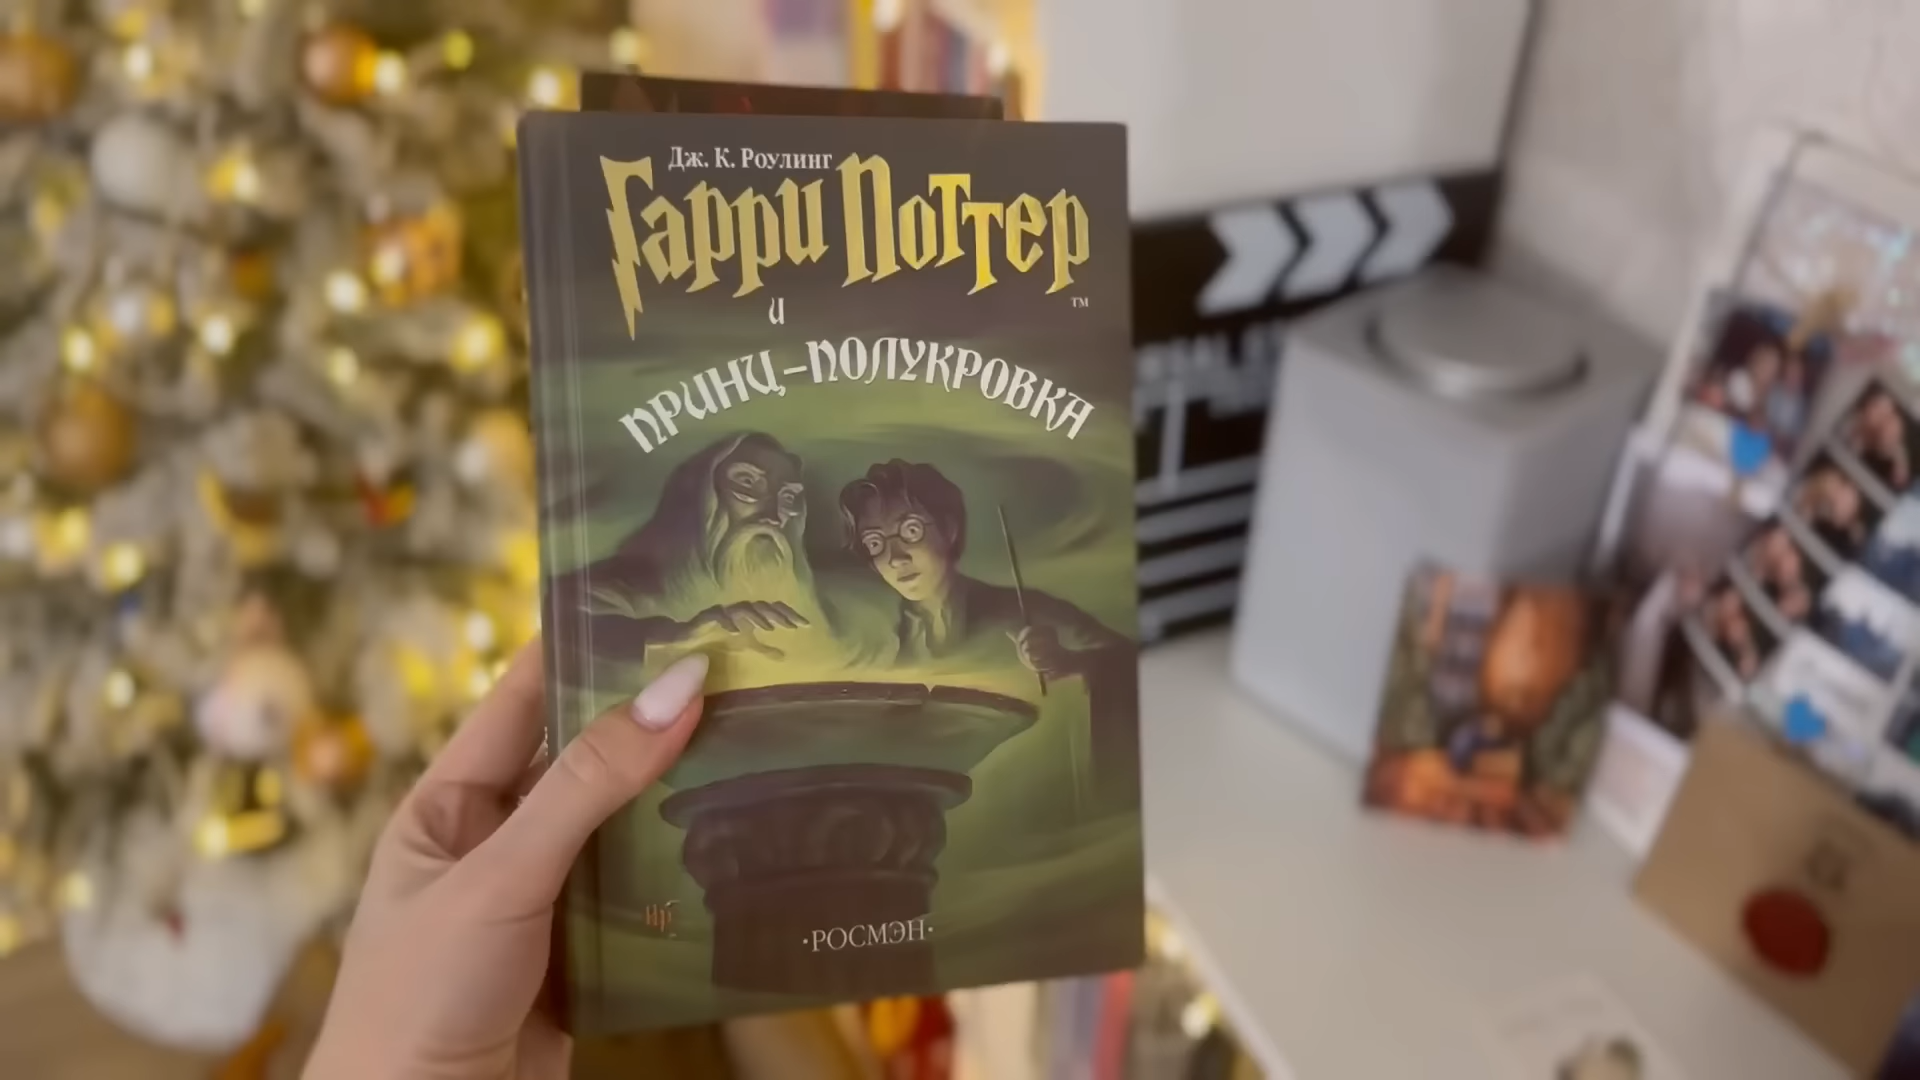 Дж. К. Роулинг
Гарри Поттер
™
и
ПРИНЦ-ПОЛУКРОВКА
·РОСМЭН·